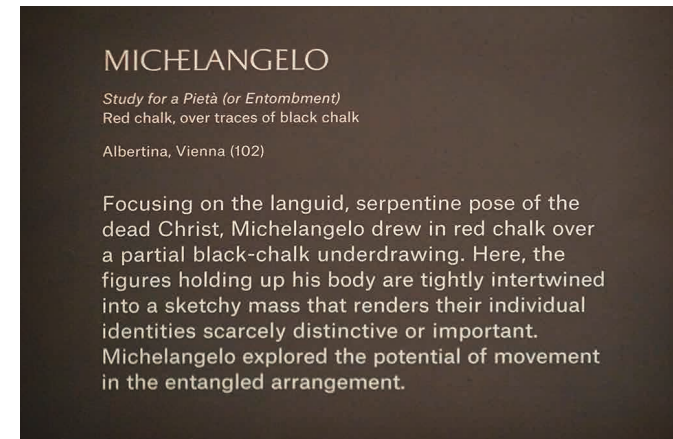 MICHELANGELO
Study for a Pietà (or Entombment)
Red chalk, over traces of black chalk
Albertina, Vienna (102)
Focusing on the languid, serpentine pose of the
dead Christ, Michelangelo drew in red chalk over
a partial black-chalk underdrawing. Here, the
figures holding up his body are tightly intertwined
into a sketchy mass that renders their individual
identities scarcely distinctive or important.
Michelangelo explored the potential of movement
in the entangled arrangement.